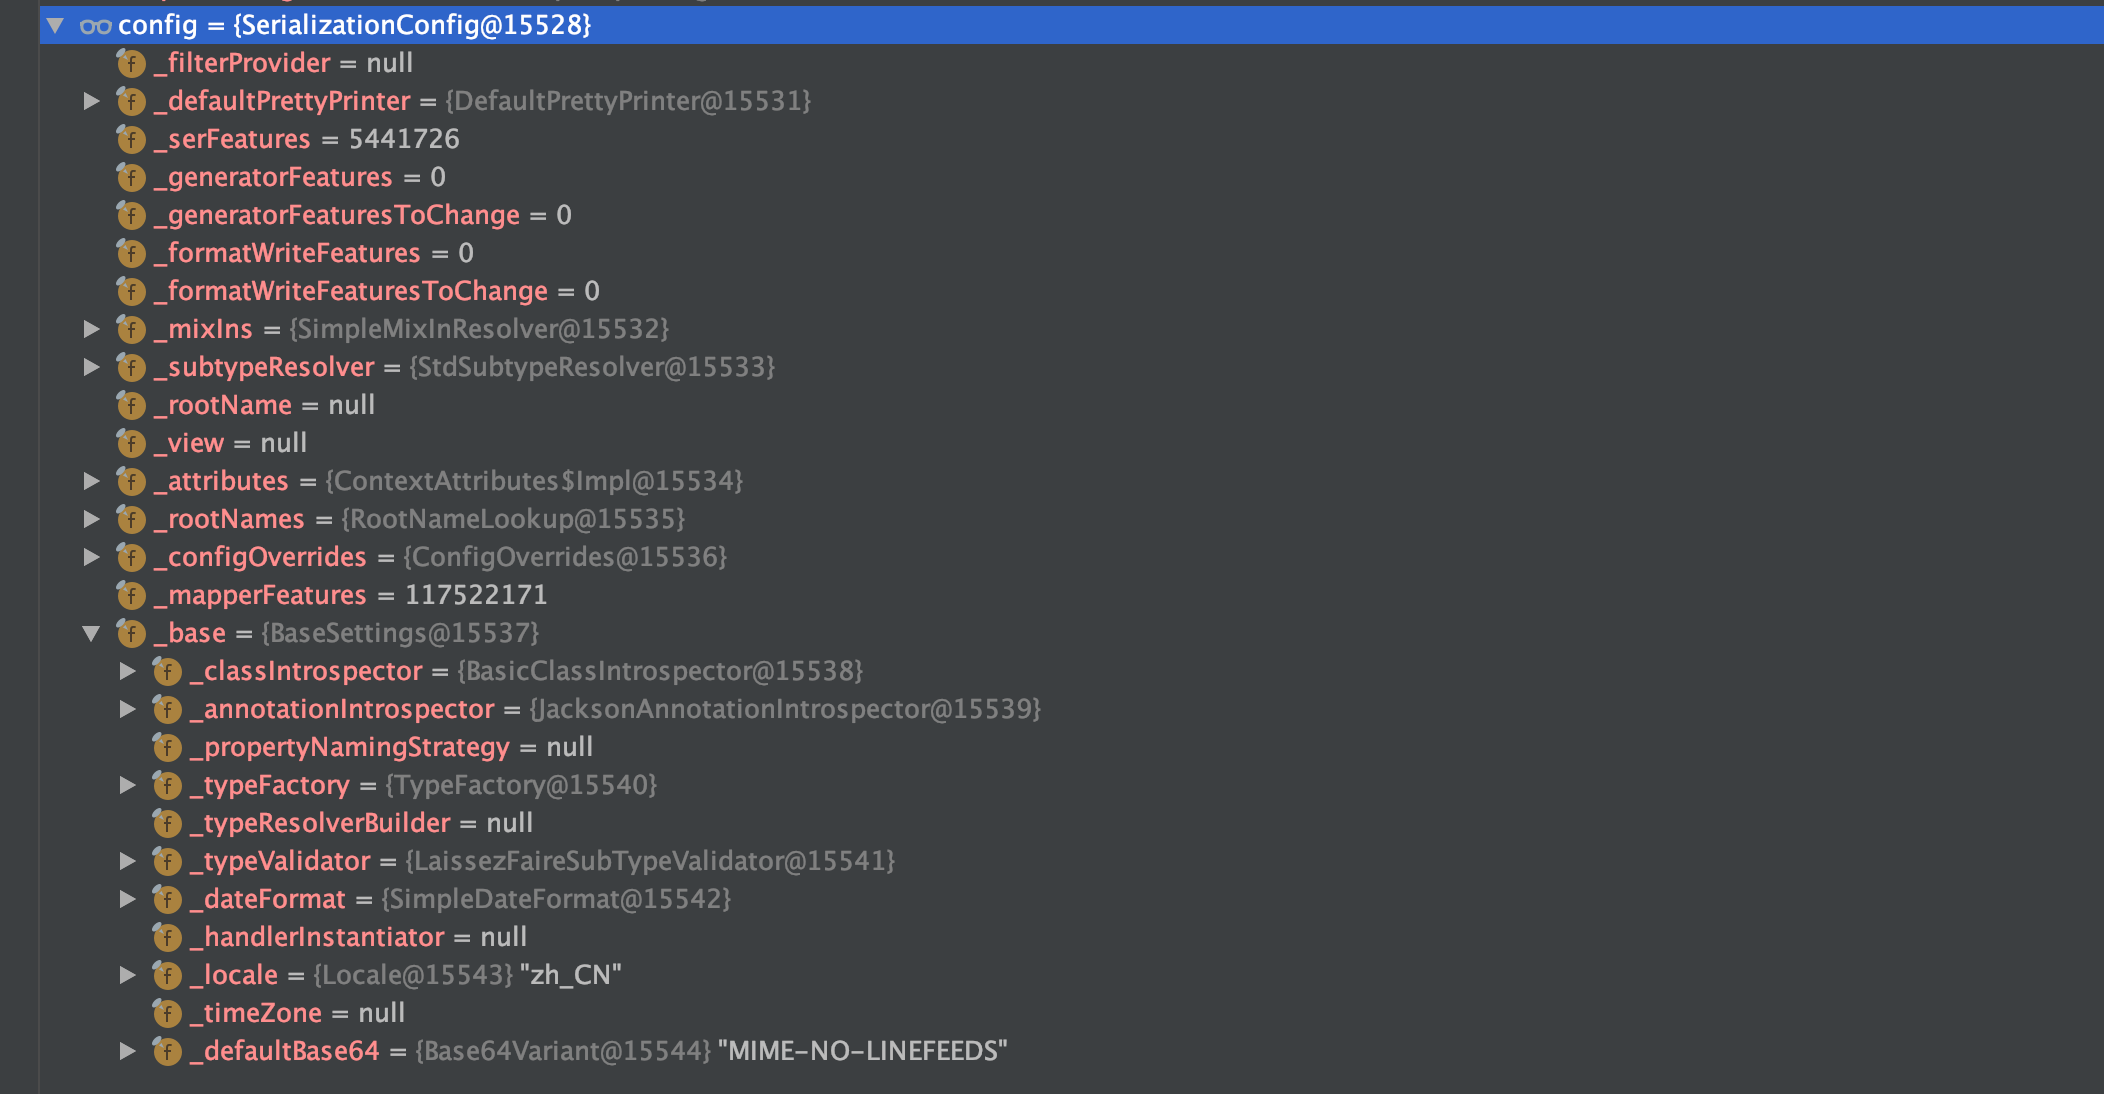 config = {SerializationConfig@15528}
_filterProvider = null
_defaultPrettyPrinter = {DefaultPrettyPrinter@15531}
_serFeatures = 5441726
_generatorFeatures = 0
_generatorFeaturesToChange = 0
_formatWriteFeatures = 0
_formatWriteFeaturesToChange = 0
_mixIns = {SimpleMixInResolver@15532}
_subtypeResolver = {StdSubtypeResolver@15533}
_rootName = null
_view = null
_attributes = {ContextAttributes$Impl@15534}
_rootNames = {RootNameLookup@15535}
_configOverrides = {ConfigOverrides@15536}
_mapperFeatures = 117522171
_base = {BaseSettings@15537}
_classIntrospector = {BasicClassIntrospector@15538}
_annotationIntrospector = {JacksonAnnotationIntrospector@15539}
_propertyNamingStrategy = null
_typeFactory = {TypeFactory@15540}
_typeResolverBuilder = null
_typeValidator = {LaissezFaireSubTypeValidator@15541}
_dateFormat = {SimpleDateFormat@15542}
_handlerInstantiator = null
_locale = {Locale@15543} "zh_CN"
_timeZone = null
_defaultBase64 = {Base64Variant@15544} "MIME-NO-LINEFEEDS"